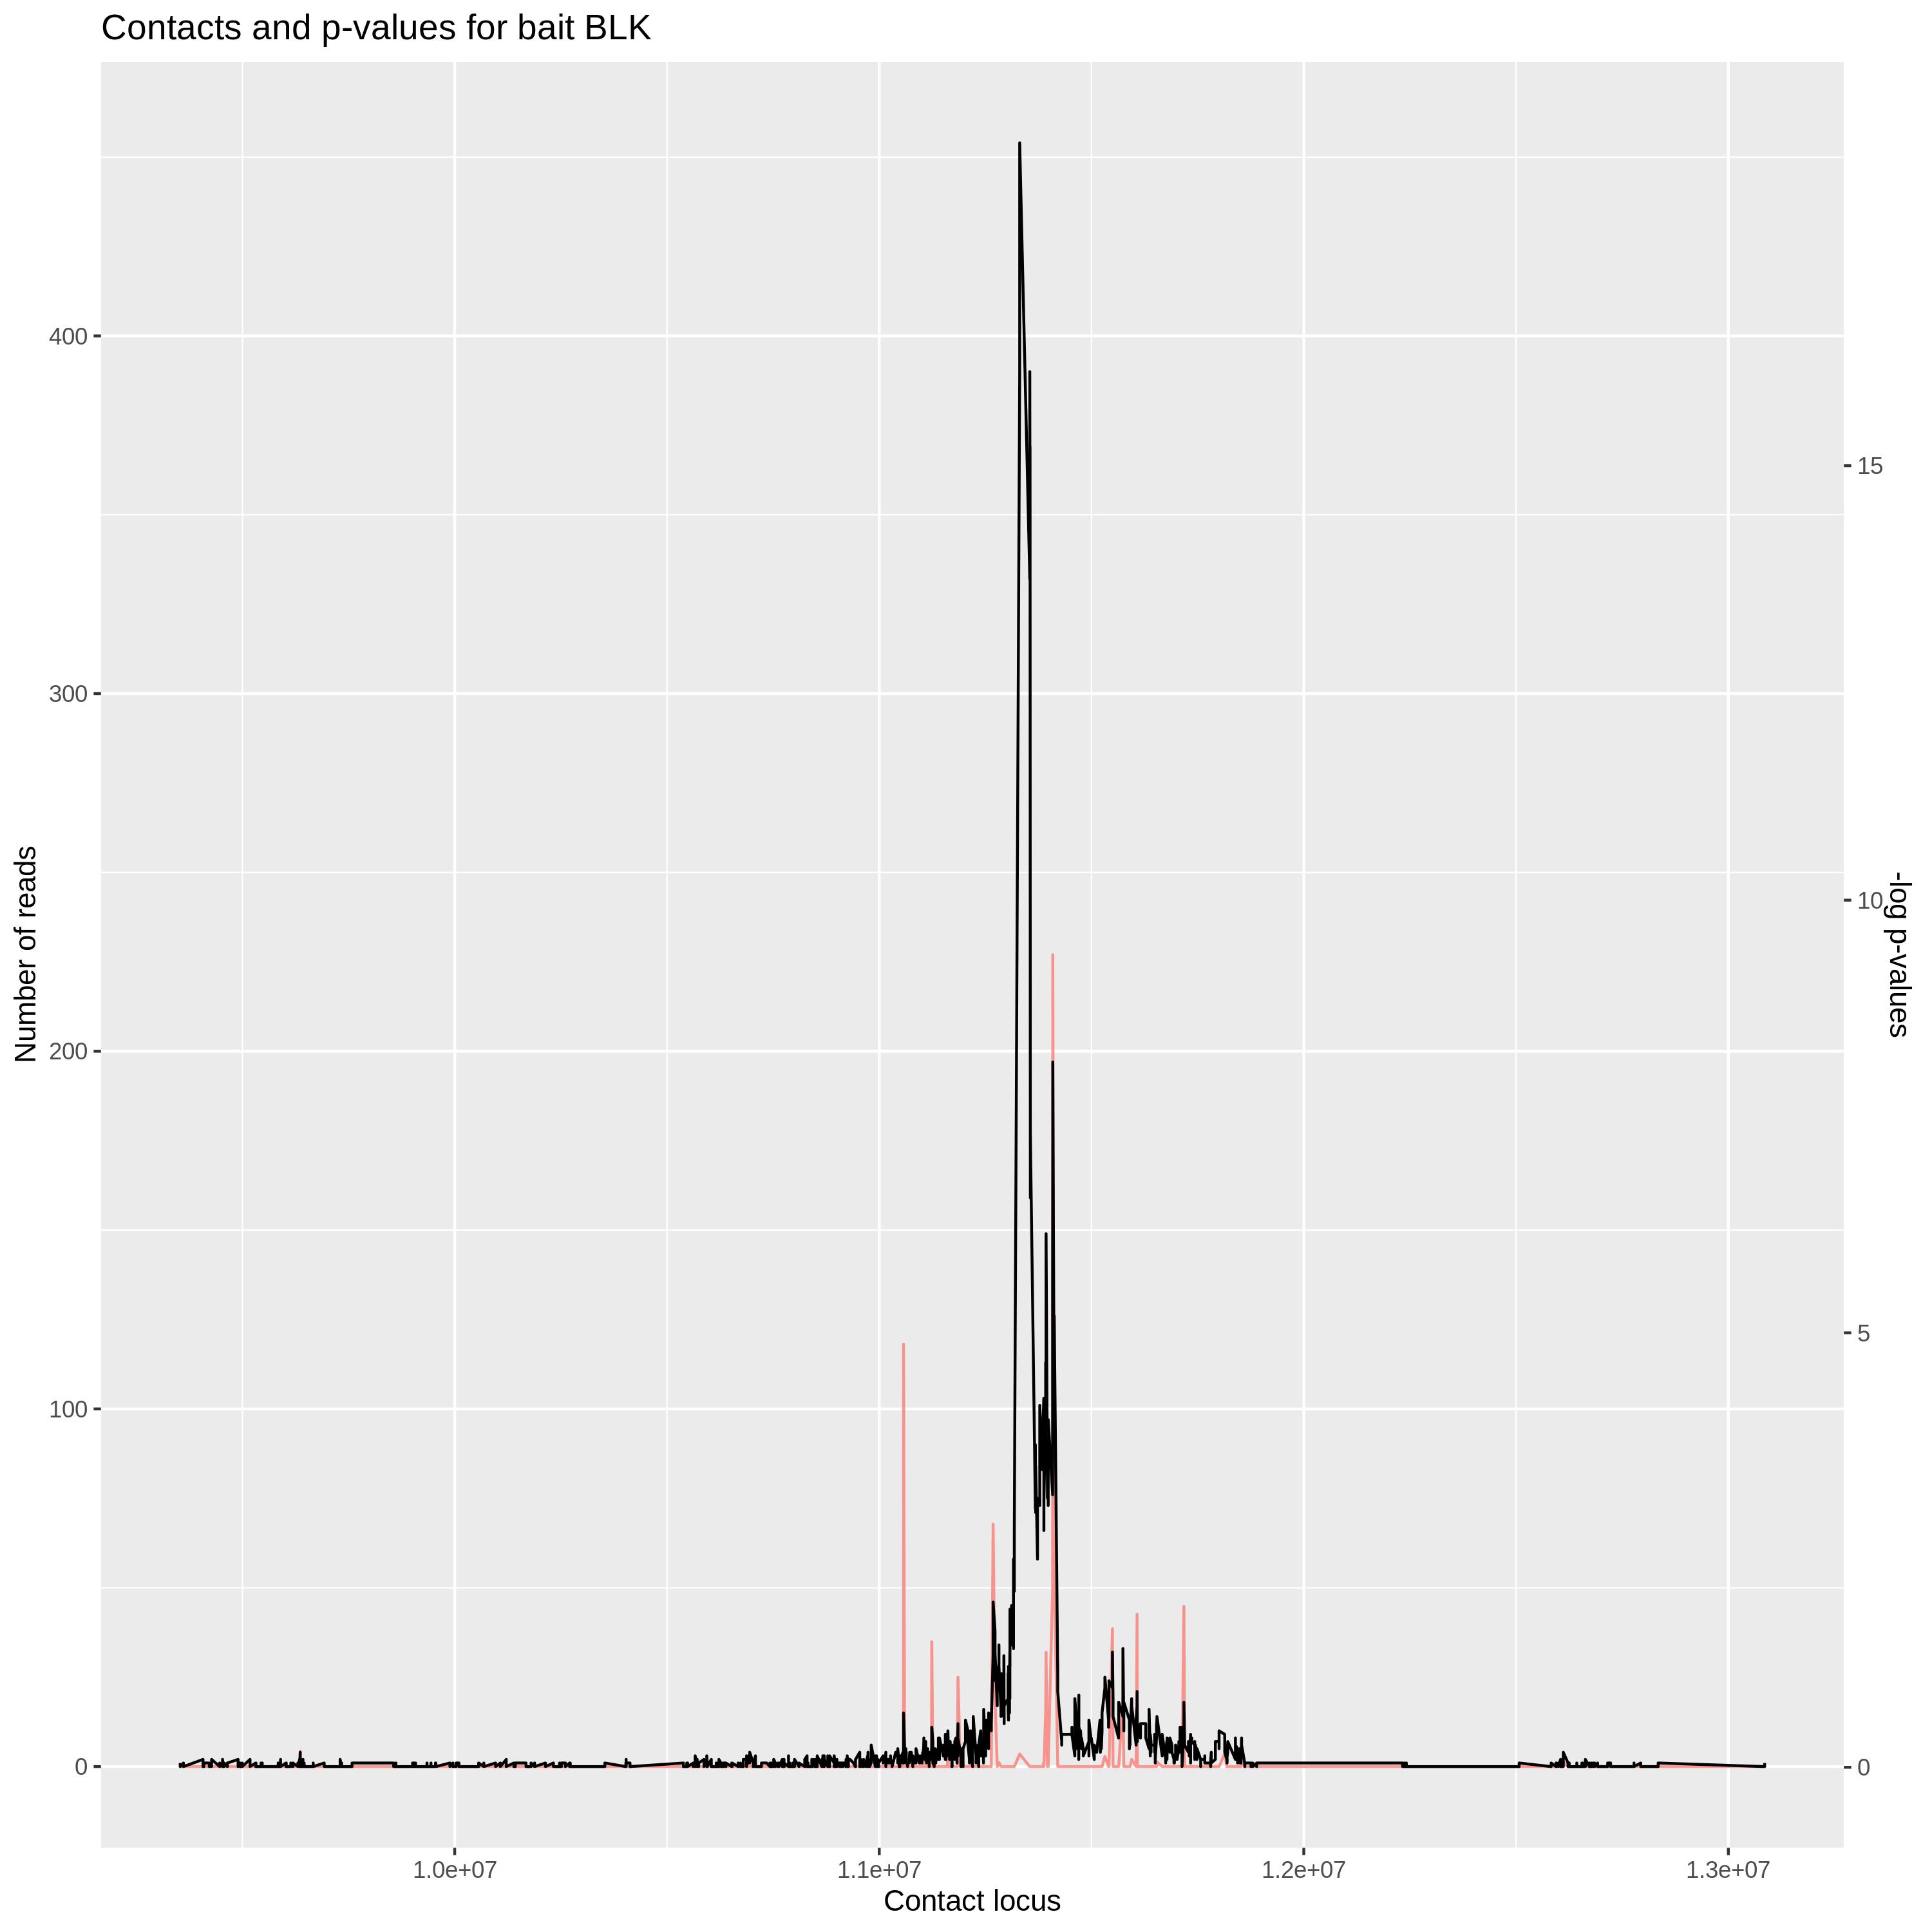 Contacts and p-values for bait BLK
Number of reads
400
300
200
100
0
15
10
5
0
-log p-values
1.0e+07
1.1e+07
1.2e+07
1.3e+07
Contact locus